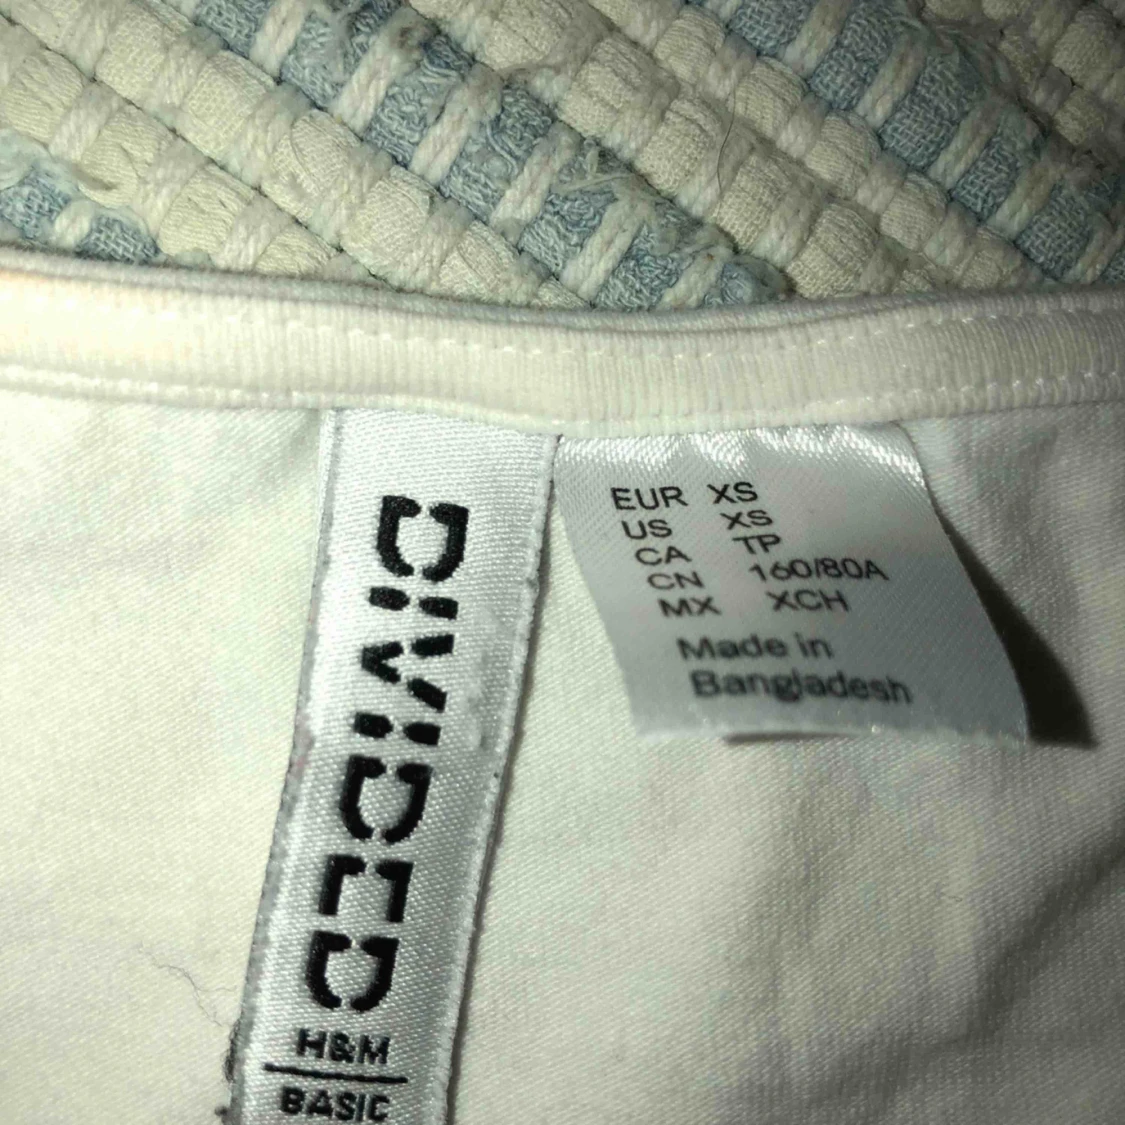 DIVIDED
H&M
BASIC
EUR XS
US XS
CA TP
CN 160/80A
MX XCH
Made in
Bangladesh